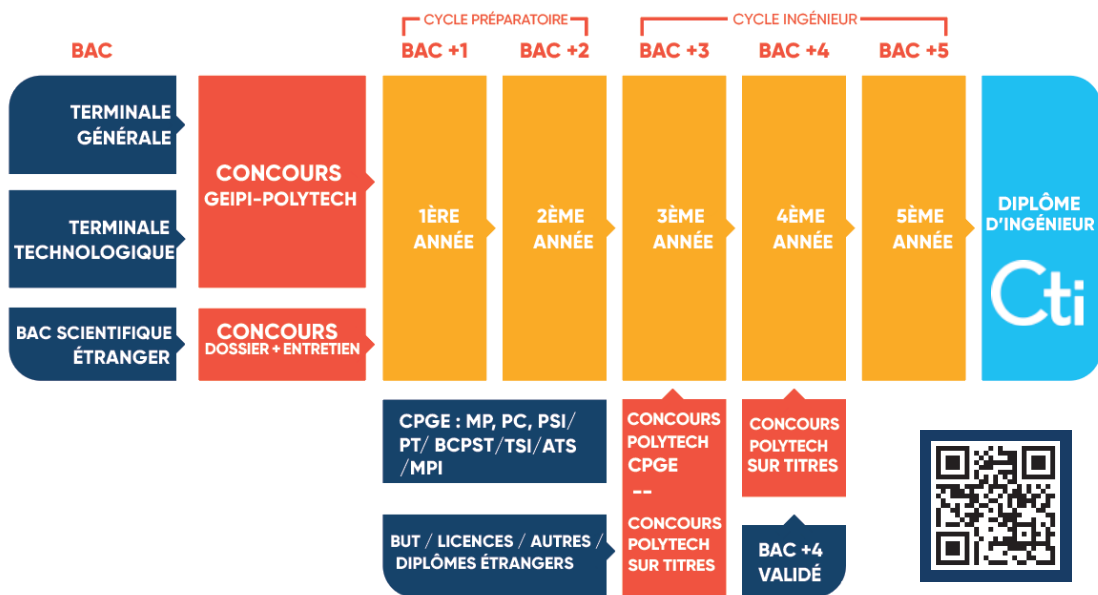 CYCLE PRÉPARATOIRE
CYCLE INGÉNIEUR
BAC
BAC +1
BAC +2
BAC +3
BAC +4
BAC +5
TERMINALE
GÉNÉRALE
TERMINALE
TECHNOLOGIQUE
BAC SCIENTIFIQUE
ÉTRANGER
CONCOURS
GEIPI-POLYTECH
CONCOURS
DOSSIER + ENTRETIEN
1ÈRE
ANNÉE
2ÈME
ANNÉE
3ÈME
ANNÉE
4ÈME
ANNÉE
5ÈME
ANNÉE
DIPLÔME
D'INGÉNIEUR
Cti
CPGE : MP, PC, PSI/
PT/ BCPST/TSI/ATS
/MPI
BUT / LICENCES / AUTRES /
DIPLÔMES ÉTRANGERS
CONCOURS
POLYTECH
CPGE
--
CONCOURS
POLYTECH
SUR TITRES
CONCOURS
POLYTECH
SUR TITRES
BAC +4
VALIDÉ